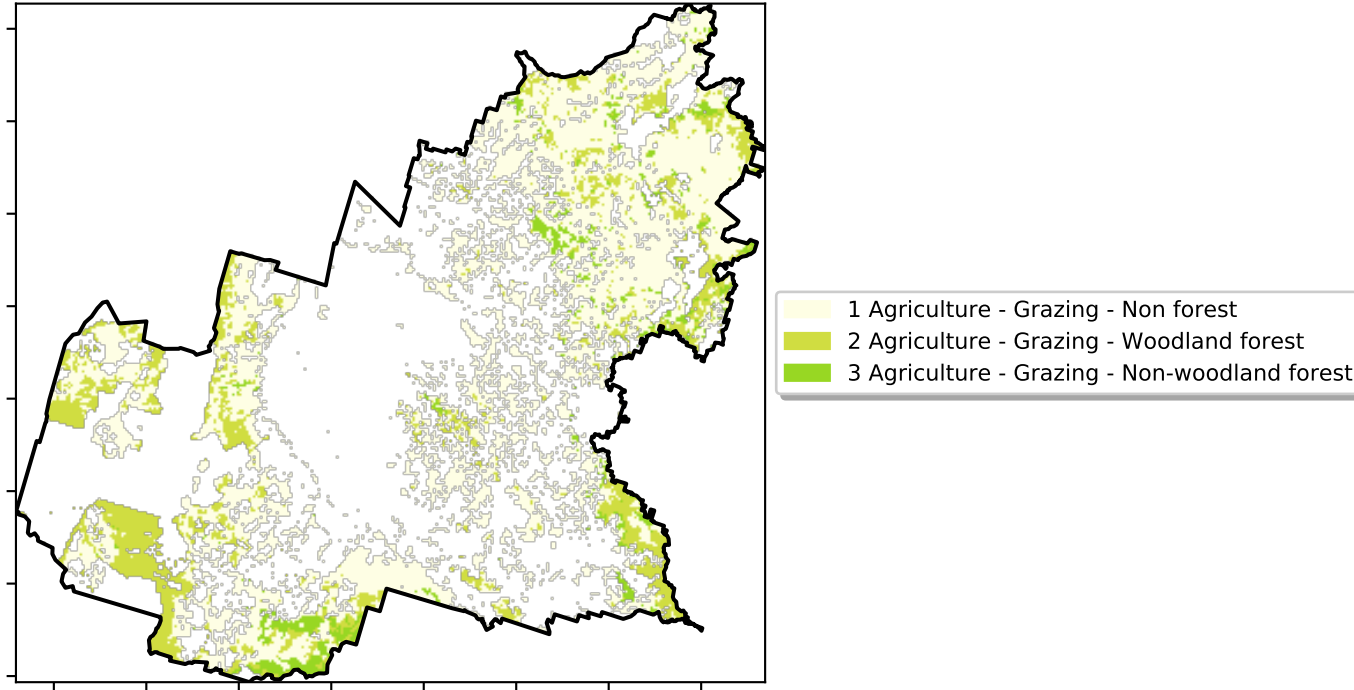 1 Agriculture - Grazing - Non forest
2 Agriculture - Grazing - Woodland forest
3 Agriculture - Grazing - Non-woodland forest